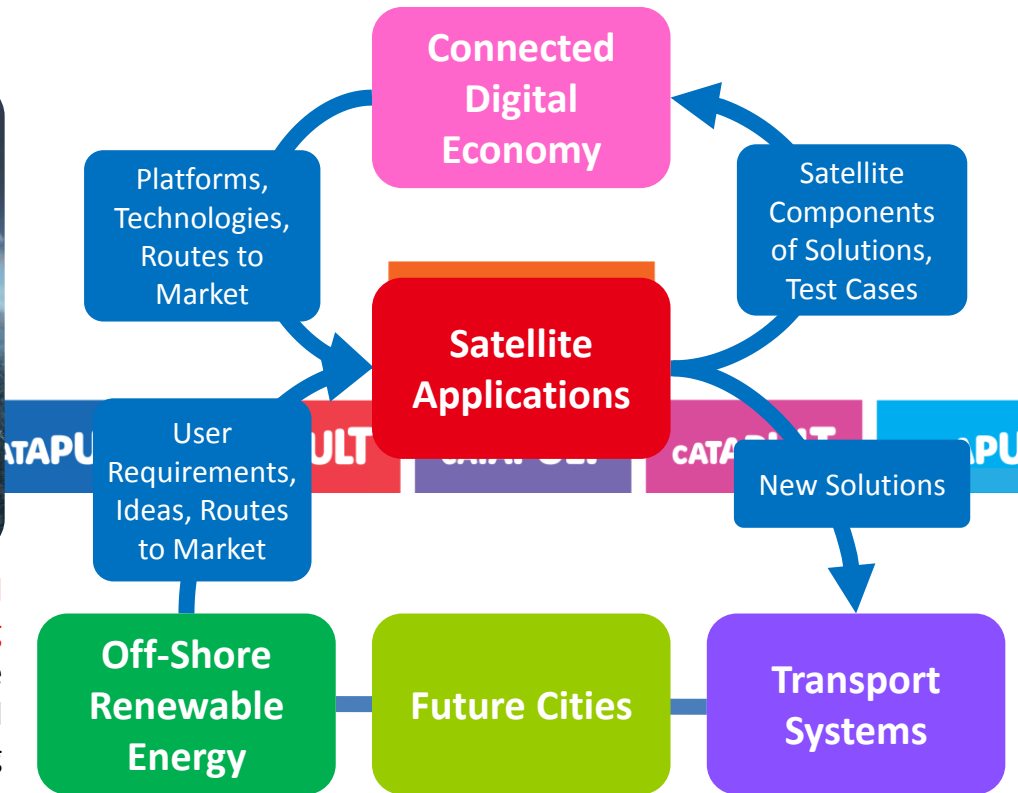 Connected
Digital
Economy
Platforms,
Technologies,
Routes to
Market
Satellite
Components
of Solutions,
Test Cases
Satellite
Applications
User
Requirements,
Ideas, Routes
to Market
New Solutions
Off-Shore
Renewable
Energy
Future Cities
Transport
Systems